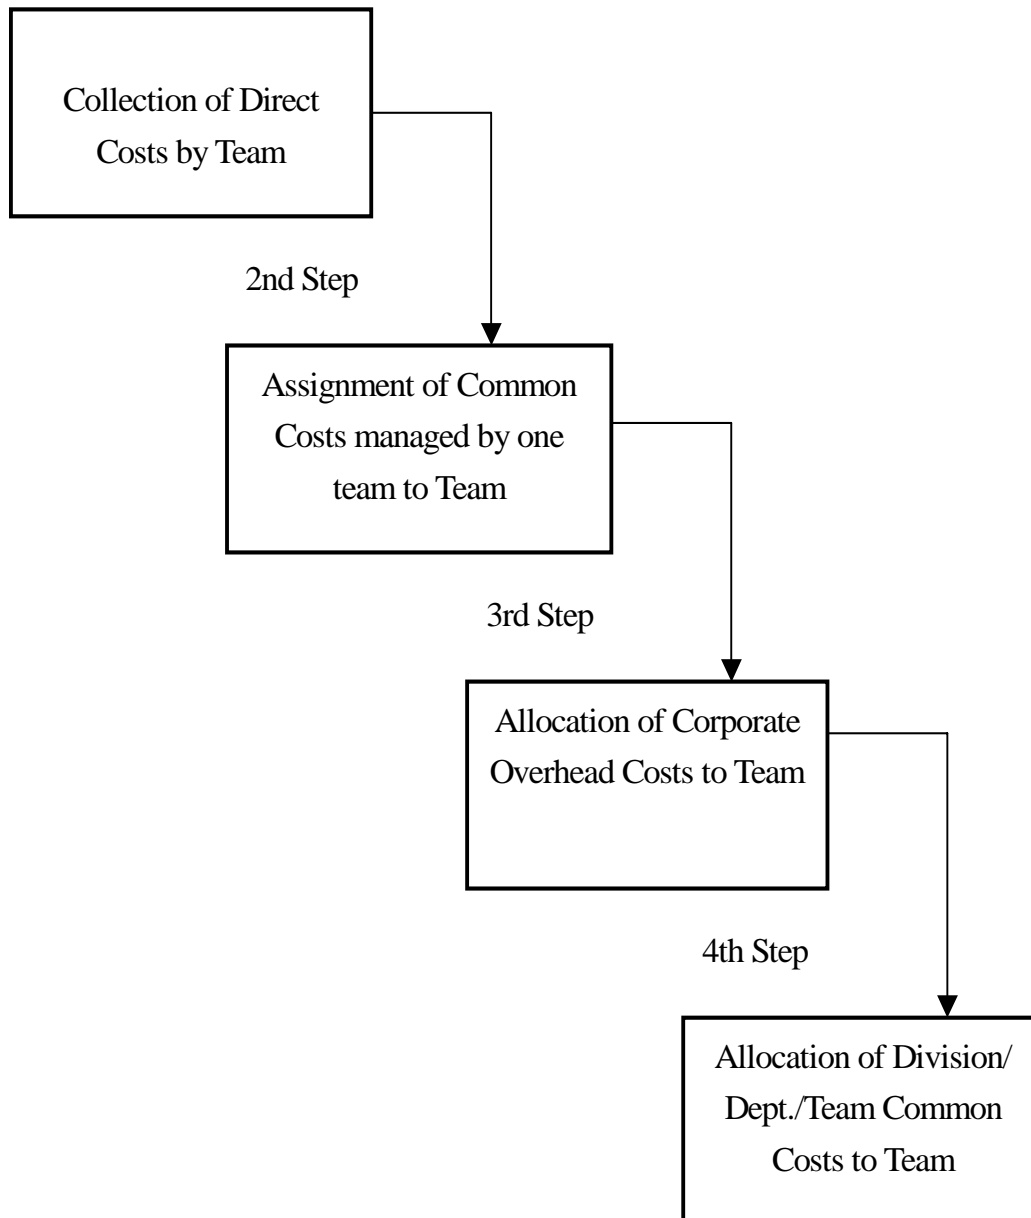 Collection of Direct
Costs by Team
2nd Step
Assignment of Common
Costs managed by one
team to Team
3rd Step
Allocation of Corporate
Overhead Costs to Team
4th Step
Allocation of Division/
Dept./Team Common
Costs to Team